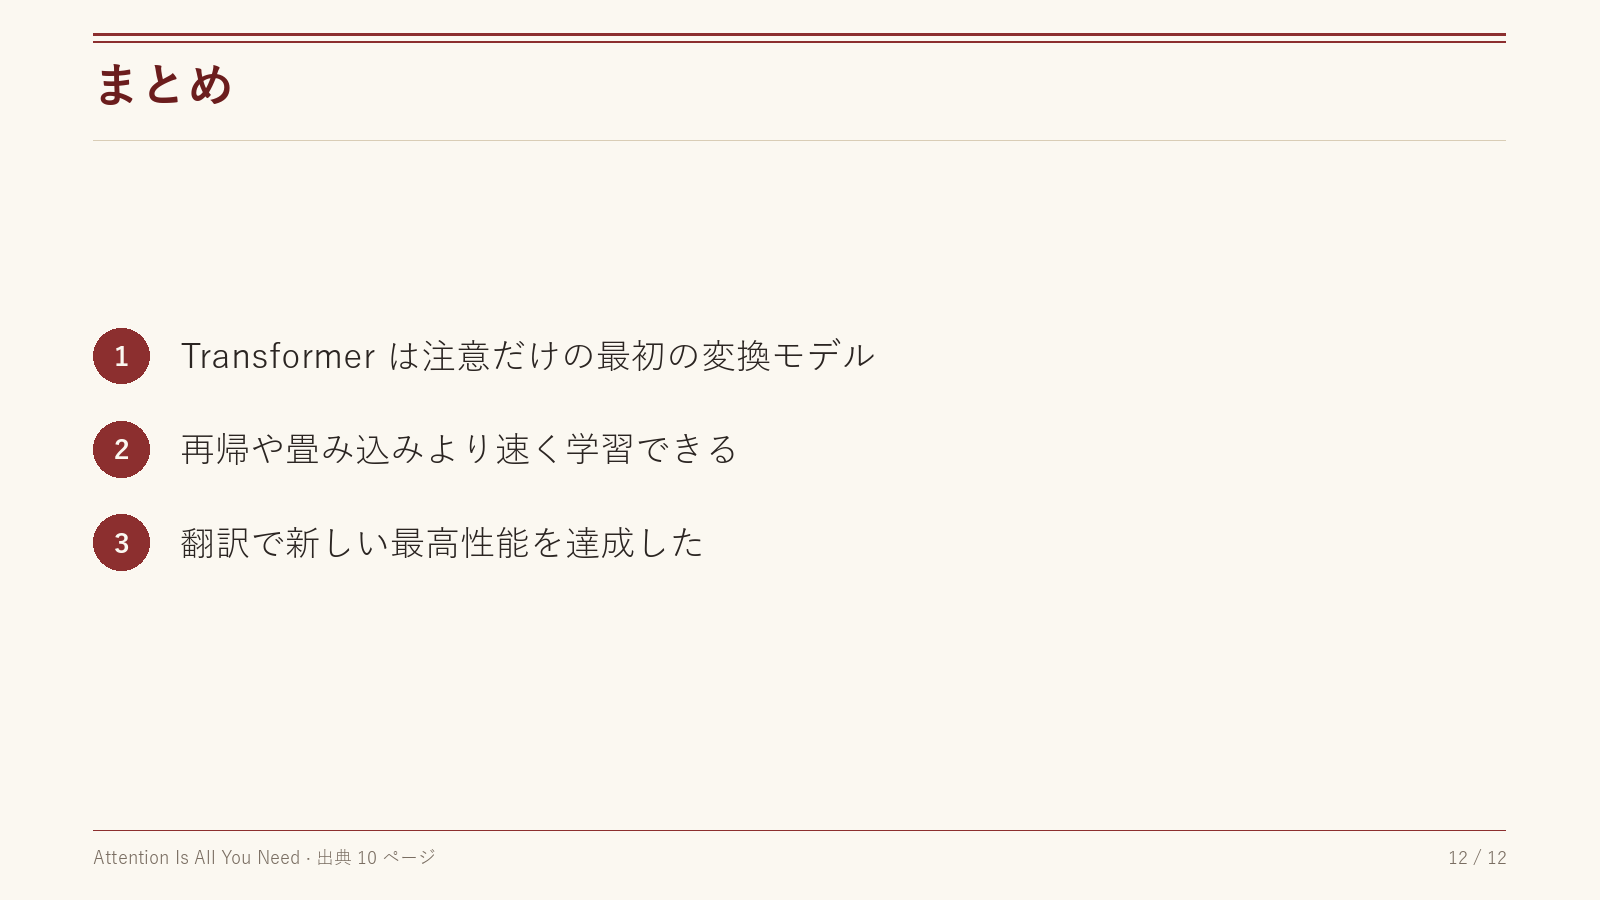 まとめ
1 Transformer は注意だけの最初の変換モデル
2 再帰や畳み込みより速く学習できる
3 翻訳で新しい最高性能を達成した
Attention Is All You Need · 出典 10 ページ
12 / 12